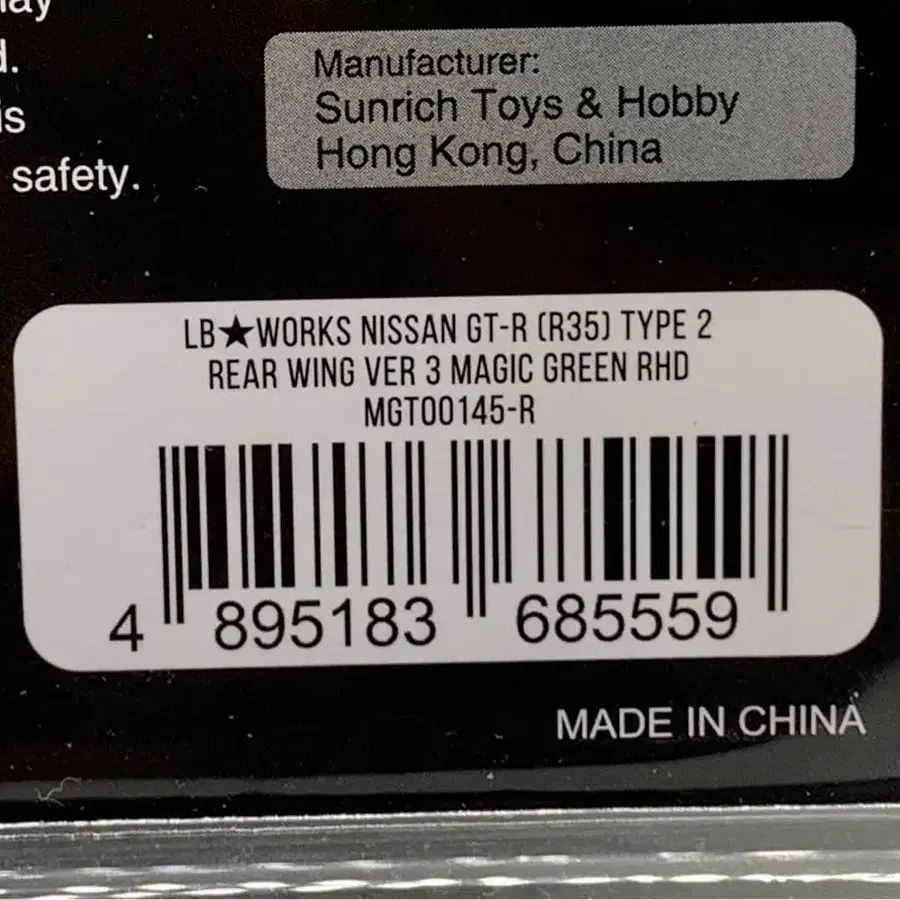 d.
is
safety.
Manufacturer:
Sunrich Toys & Hobby
Hong Kong, China
LB★WORKS NISSAN GT-R (R35) TYPE 2
REAR WING VER 3 MAGIC GREEN RHD
MGT00145-R
4 895183 685559
MADE IN CHINA